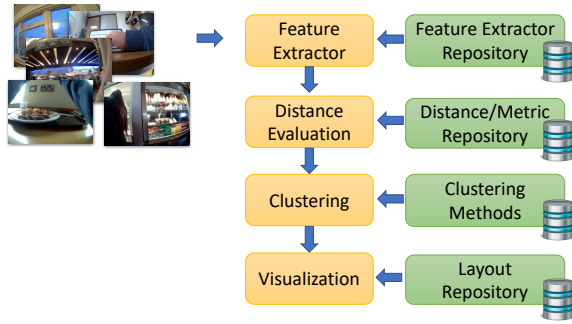 Feature
Extractor
Feature Extractor
Repository
Distance
Evaluation
Distance/Metric
Repository
Clustering
Clustering
Methods
Visualization
Layout
Repository